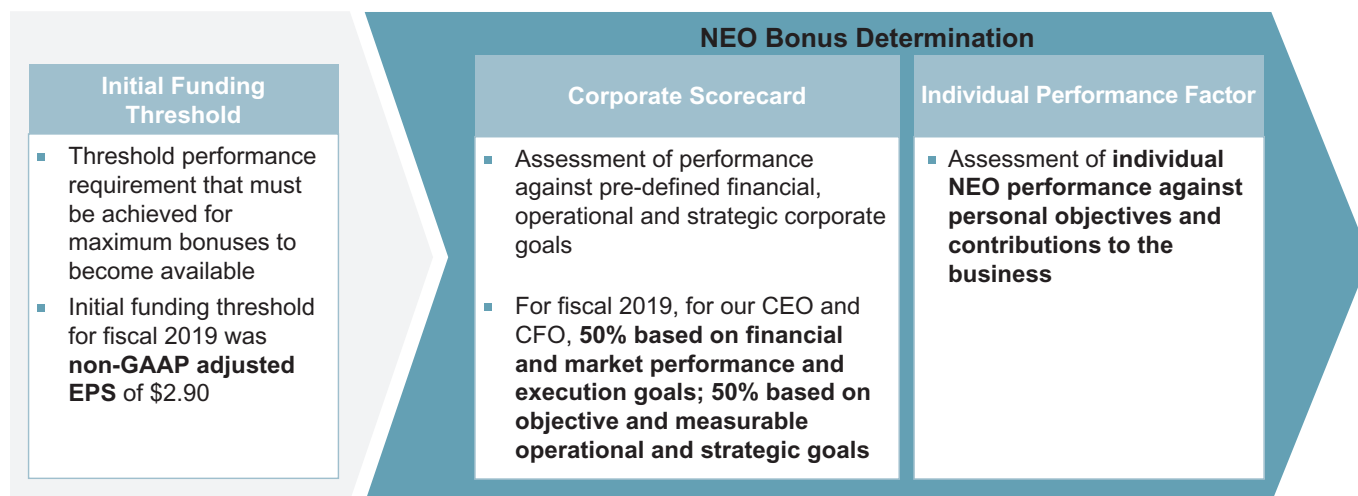 NEO Bonus Determination
Initial Funding
Threshold
▪ Threshold performance
requirement that must
be achieved for
maximum bonuses to
become available
▪ Initial funding threshold
for fiscal 2019 was
non-GAAP adjusted
EPS of $2.90
Corporate Scorecard
▪ Assessment of performance
against pre-defined financial,
operational and strategic corporate
goals
▪ For fiscal 2019, for our CEO and
CFO, 50% based on financial
and market performance and
execution goals; 50% based on
objective and measurable
operational and strategic goals
Individual Performance Factor
▪ Assessment of individual
NEO performance against
personal objectives and
contributions to the
business